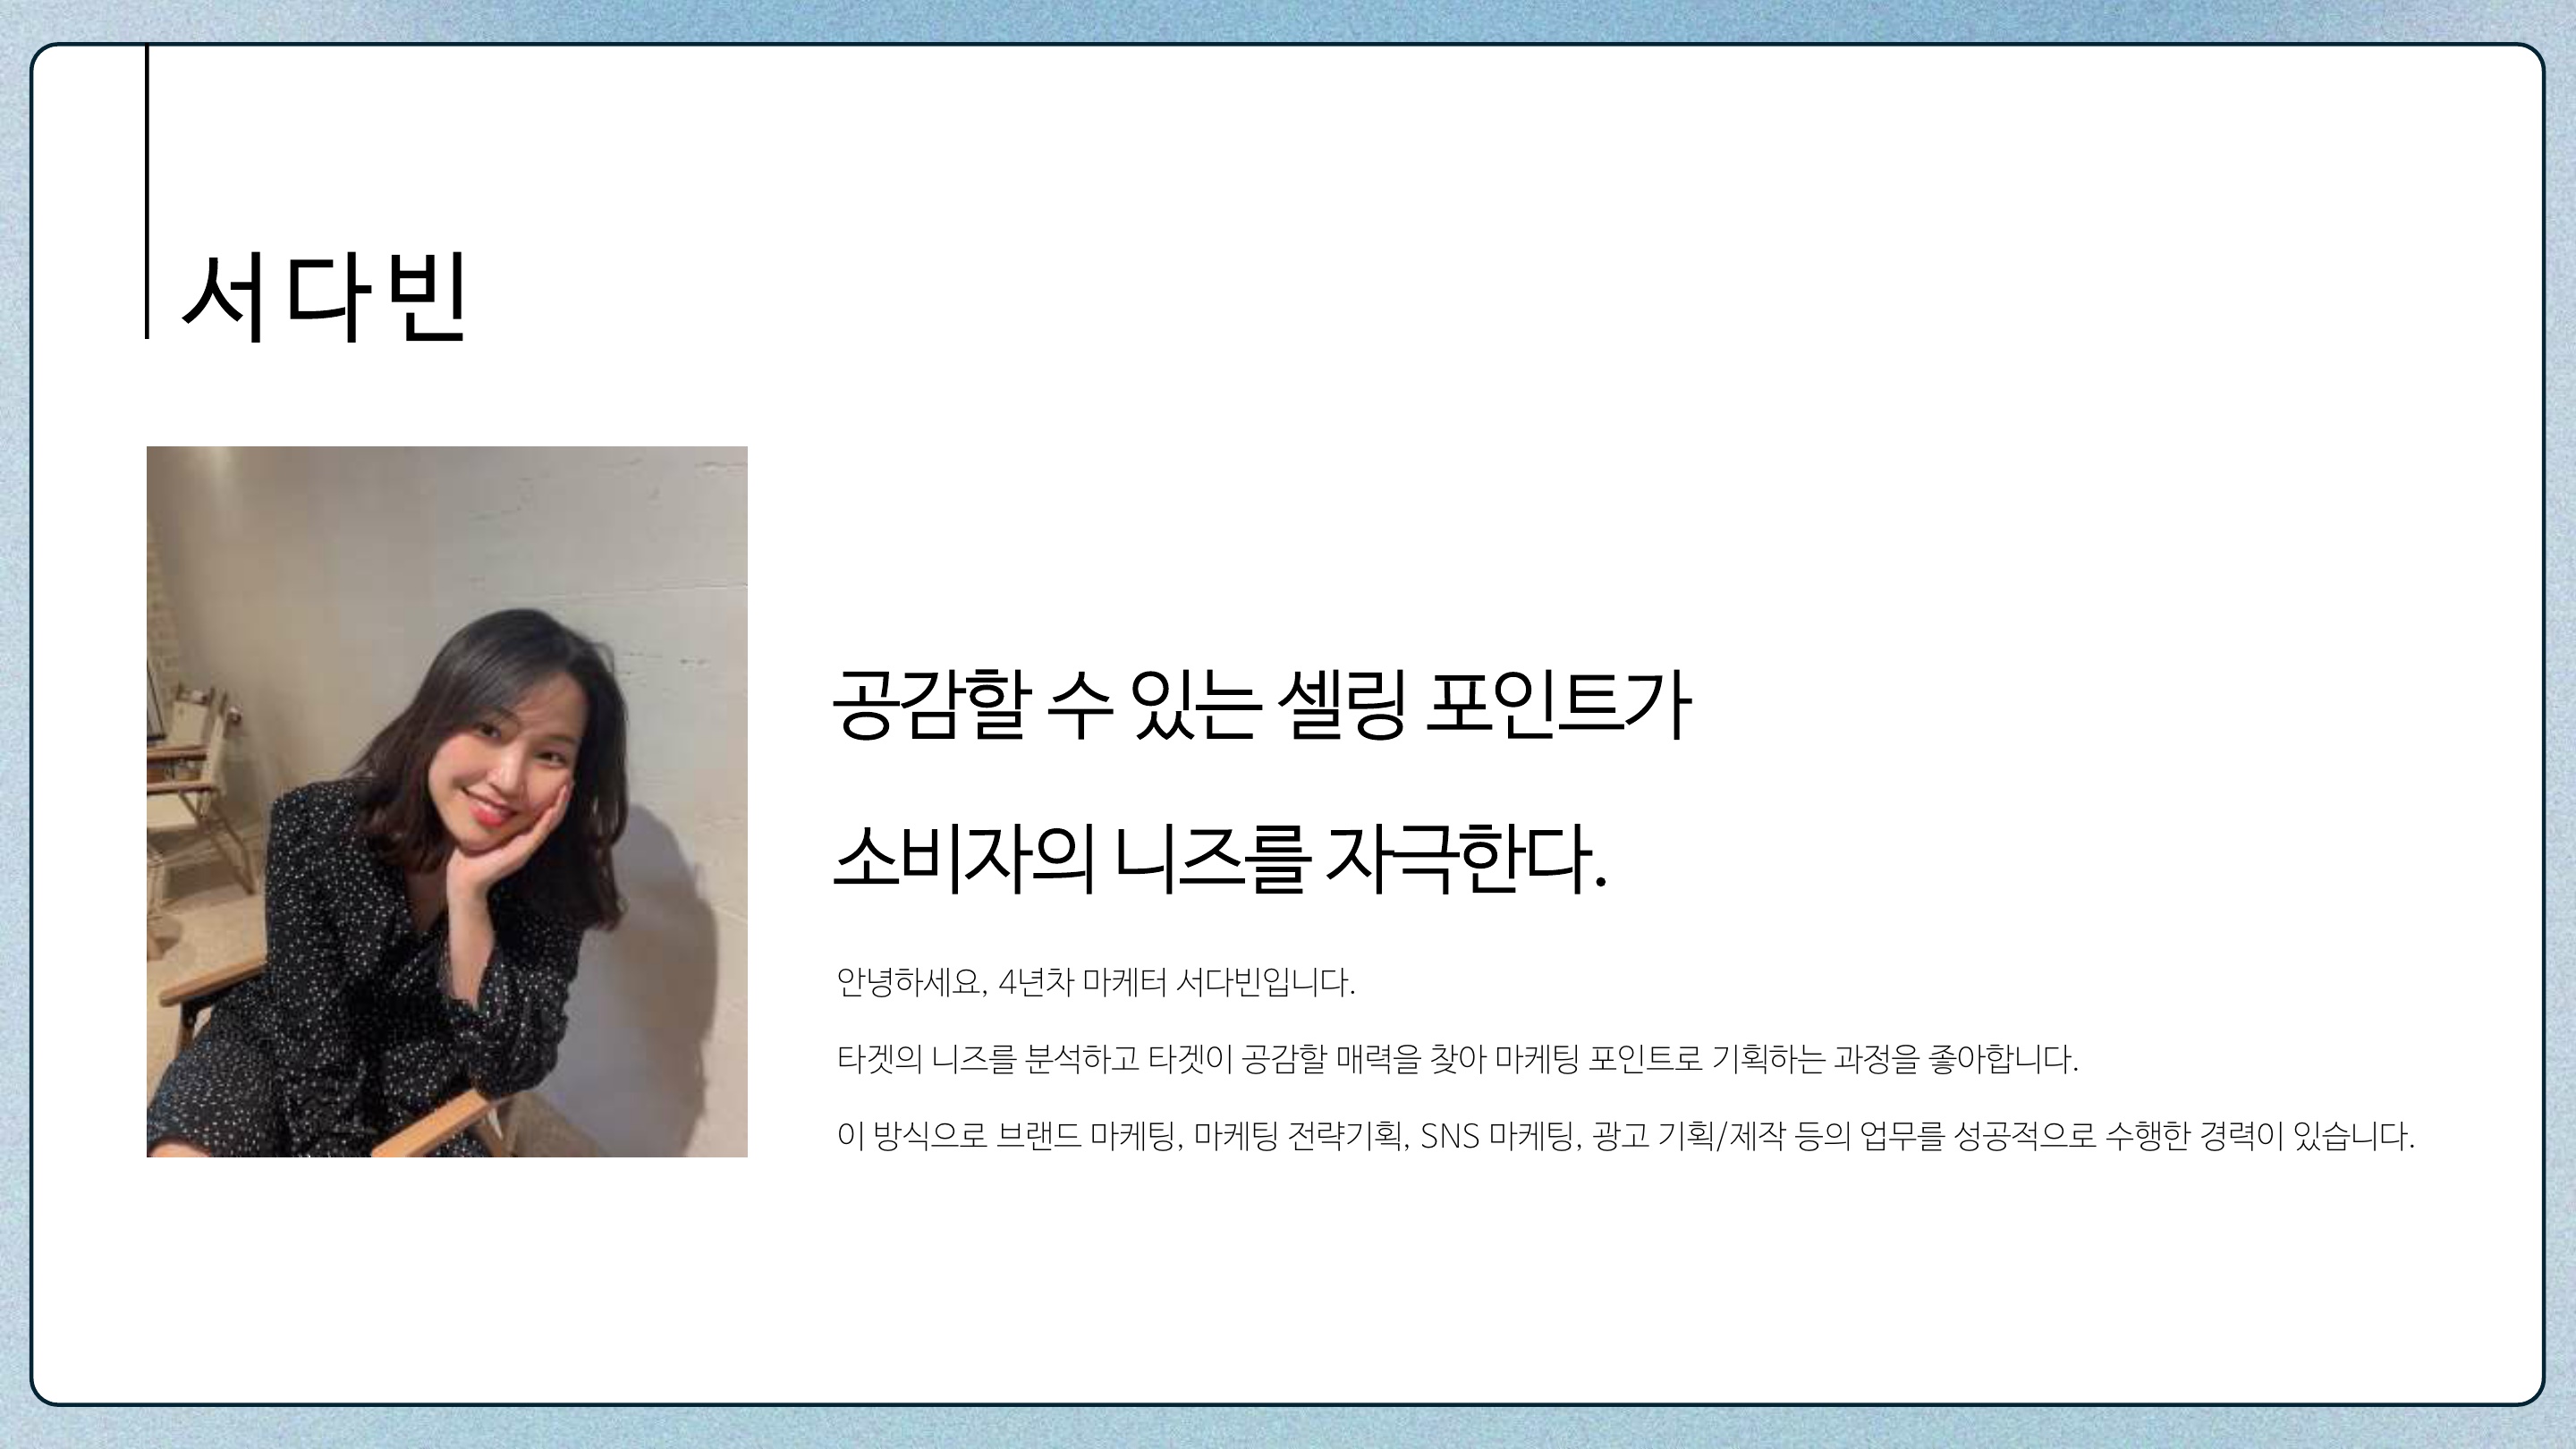 서다빈
공감할 수 있는 셀링 포인트가
소비자의 니즈를 자극한다.
안녕하세요, 4년차 마케터 서다빈입니다.
타겟의 니즈를 분석하고 타겟이 공감할 매력을 찾아 마케팅 포인트로 기획하는 과정을 좋아합니다.
이 방식으로 브랜드 마케팅, 마케팅 전략기획, SNS 마케팅, 광고 기획/제작 등의 업무를 성공적으로 수행한 경력이 있습니다.